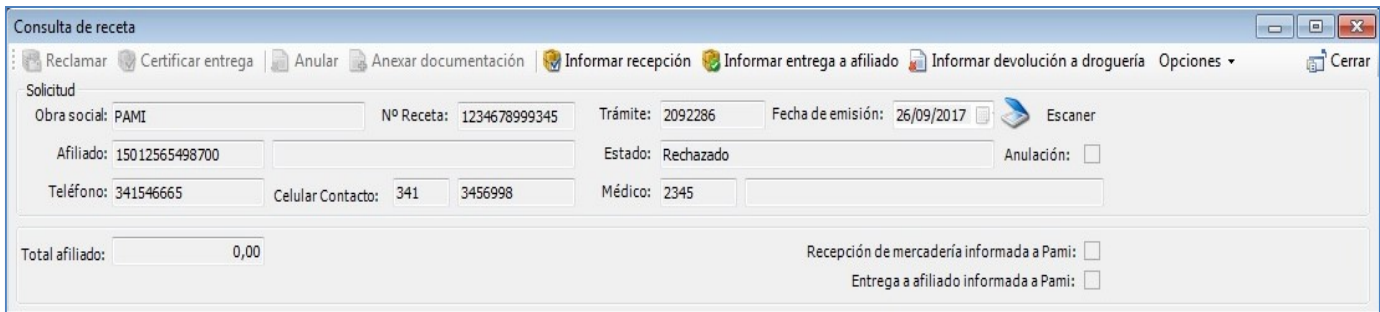 Consulta de receta
Reclamar Certificar entrega Anular Anexar documentación Informar recepción Informar entrega a afiliado Informar devolución a droguería Opciones Cerrar
Solicitud
Obra social: PAMI Nº Receta: 1234678999345 Trámite: 2092286 Fecha de emisión: 26/09/2017 Escaner
Afiliado: 15012565498700 Estado: Rechazado Anulación:
Teléfono: 341546665 Celular Contacto: 341 3456998 Médico: 2345
Total afiliado: 0,00 Recepción de mercadería informada a Pami:
Entrega a afiliado informada a Pami: